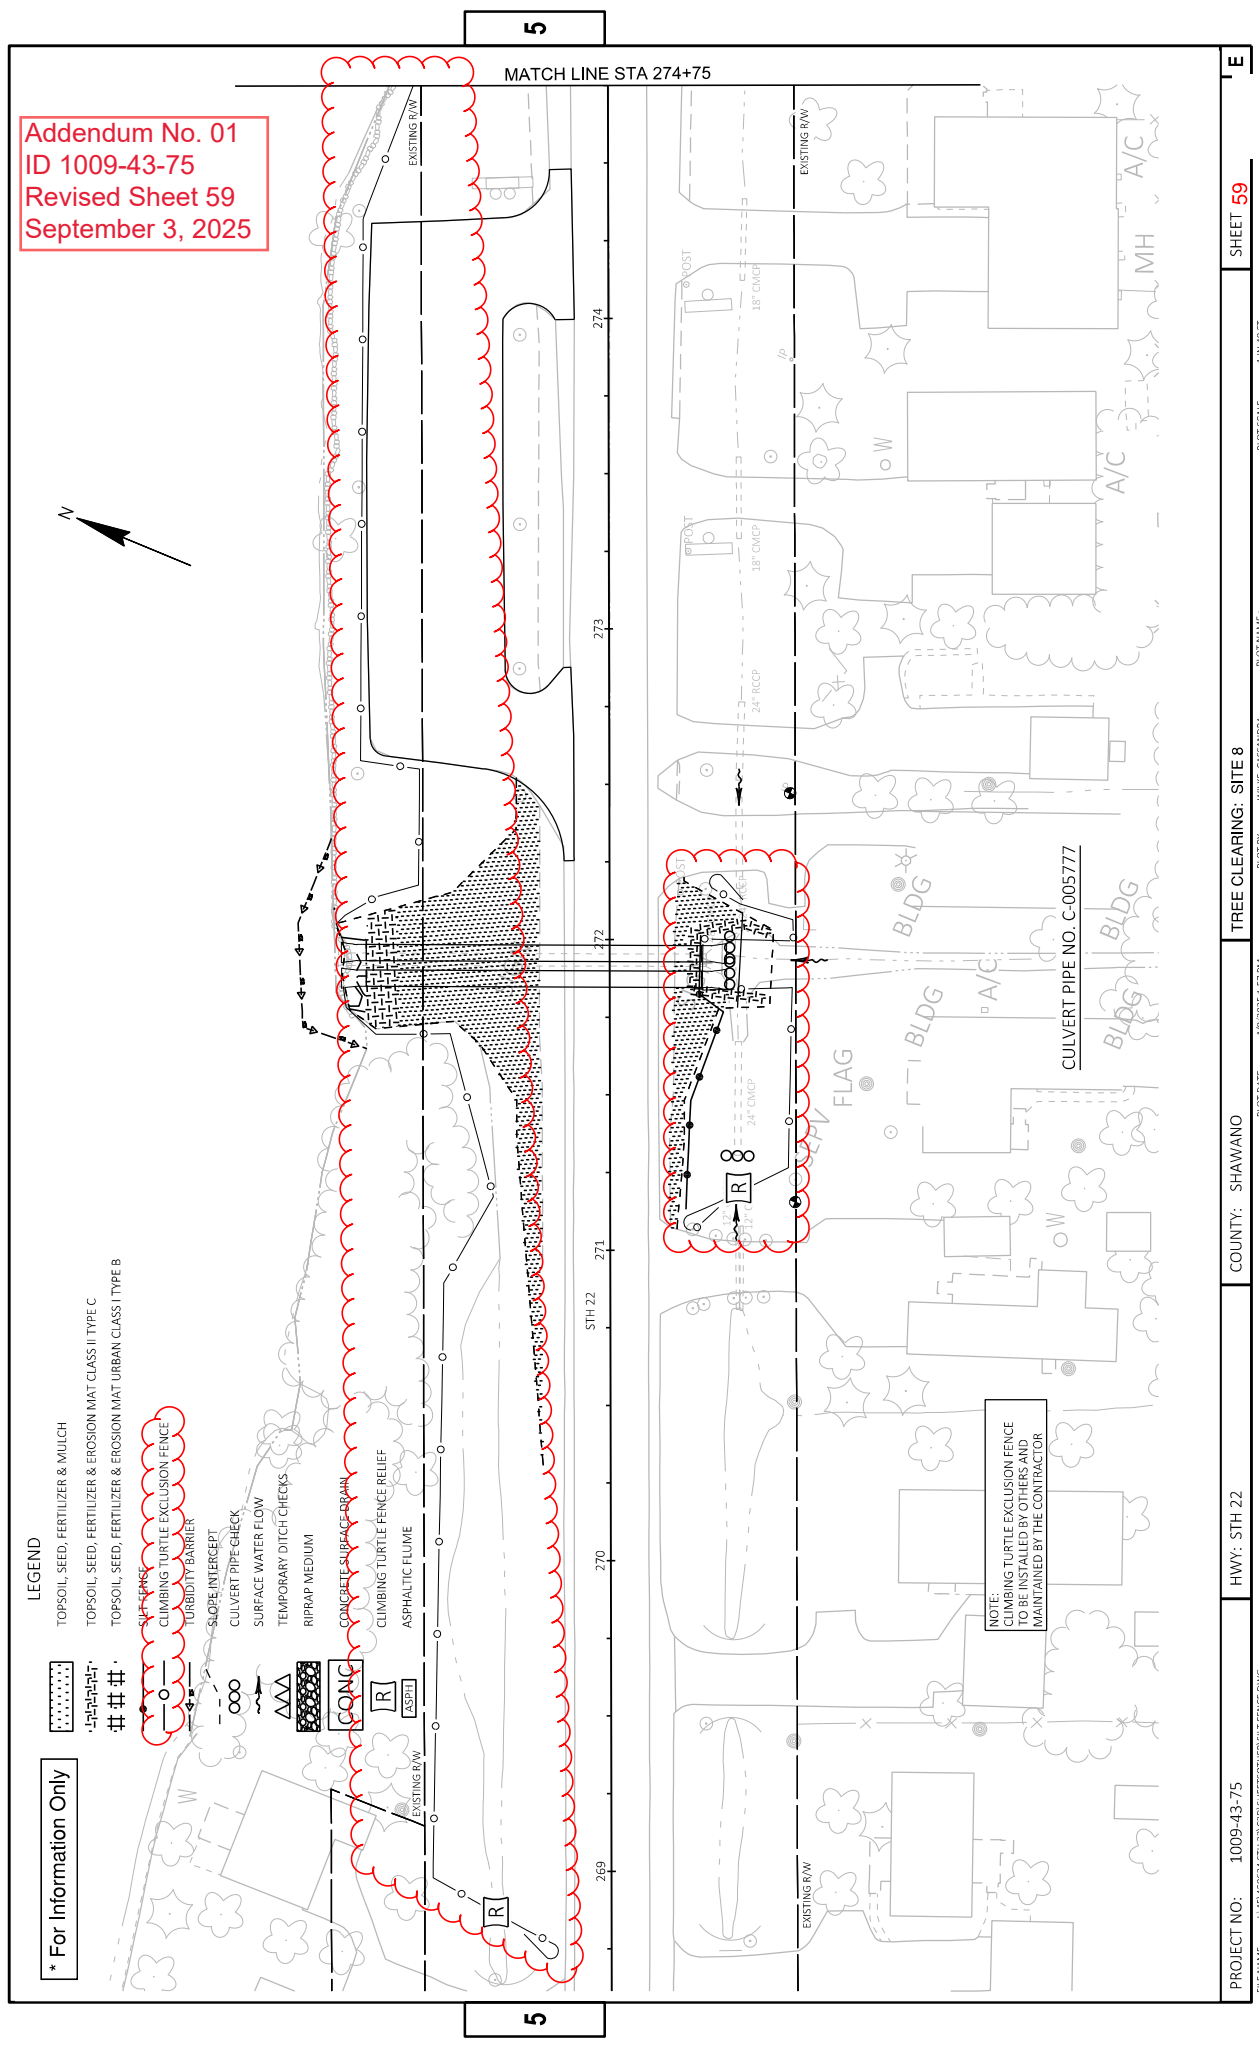 Addendum No. 01
ID 1009-43-75
Revised Sheet 59
September 3, 2025
5
MATCH LINE STA 274+75
EXISTING R/W
EXISTING R/W
N
POST
18" CMCP
A/C
MH
274
W
A/C
POST
18" CMCP
273
24" RCCP
POST
272
BLDG
BLDG
A/C
BLDG
BLDG
FLAG
SERV
24" CMCP
CULVERT PIPE NO. C-005777
R
12"
271
W
STH 22
270
269
LEGEND
TOPSOIL, SEED, FERTILIZER & MULCH
TOPSOIL, SEED, FERTILIZER & EROSION MAT CLASS II TYPE C
TOPSOIL, SEED, FERTILIZER & EROSION MAT URBAN CLASS I TYPE B
SILT FENCE
CLIMBING TURTLE EXCLUSION FENCE
TURBIDITY BARRIER
SLOPE INTERCEPT
CULVERT PIPE CHECK
SURFACE WATER FLOW
TEMPORARY DITCH CHECKS
RIPRAP MEDIUM
CONC
CONCRETE SURFACE DRAIN
R
CLIMBING TURTLE FENCE RELIEF
ASPH
ASPHALTIC FLUME
* For Information Only
W
EXISTING R/W
R
EXISTING R/W
NOTE:
CLIMBING TURTLE EXCLUSION FENCE
TO BE INSTALLED BY OTHERS AND
MAINTAINED BY THE CONTRACTOR
5
PROJECT NO: 1009-43-75
HWY: STH 22
COUNTY: SHAWANO
TREE CLEARING: SITE 8
SHEET 59
E